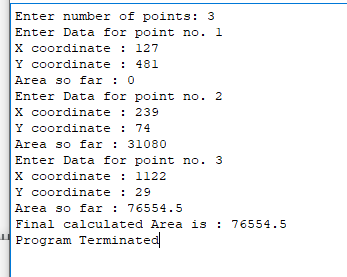 Enter number of points: 3
Enter Data for point no. 1
X coordinate : 127
Y coordinate : 481
Area so far : 0
Enter Data for point no. 2
X coordinate : 239
Y coordinate : 74
Area so far : 31080
Enter Data for point no. 3
X coordinate : 1122
Y coordinate : 29
Area so far : 76554.5
Final calculated Area is : 76554.5
Program Terminated